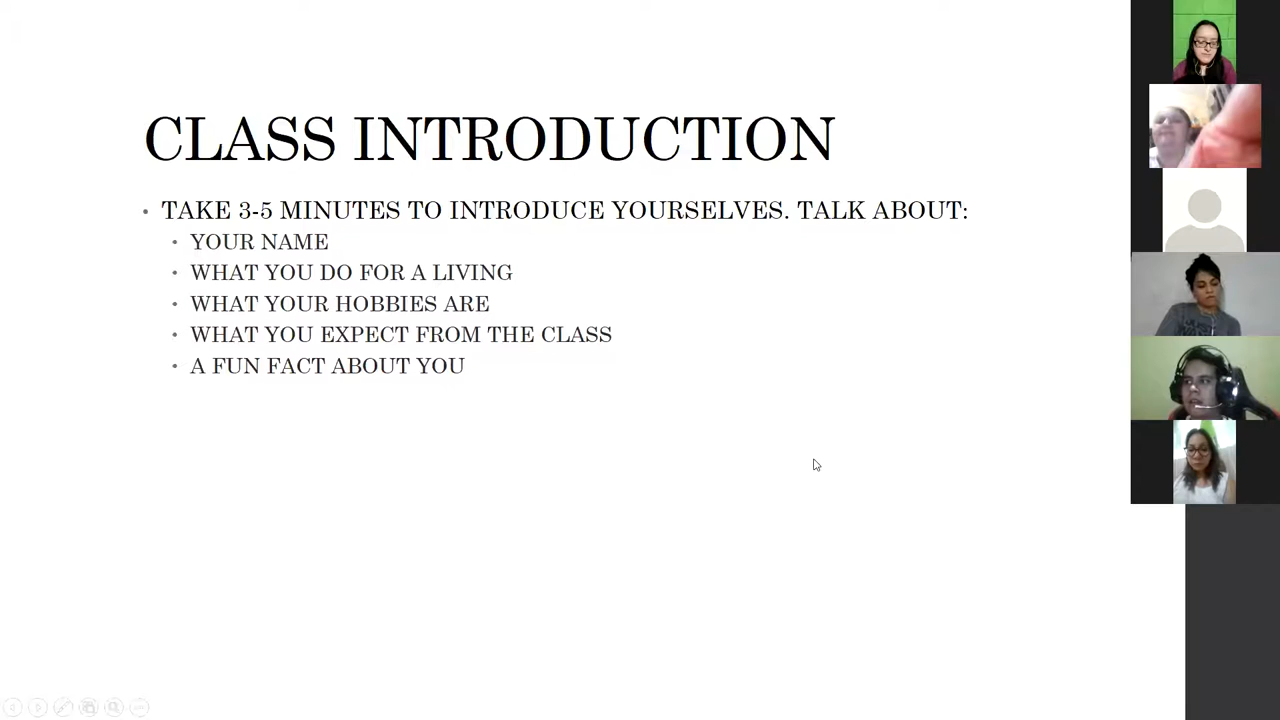 CLASS INTRODUCTION
• TAKE 3-5 MINUTES TO INTRODUCE YOURSELVES. TALK ABOUT:
• YOUR NAME
• WHAT YOU DO FOR A LIVING
• WHAT YOUR HOBBIES ARE
• WHAT YOU EXPECT FROM THE CLASS
• A FUN FACT ABOUT YOU